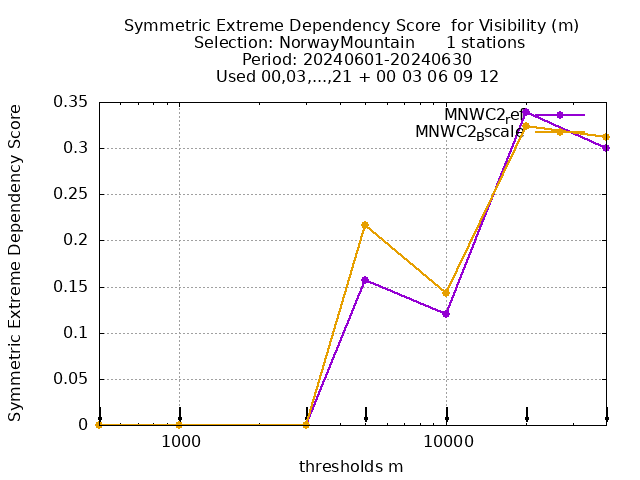 Symmetric Extreme Dependency Score  for Visibility (m)
Selection: NorwayMountain      1 stations
Period: 20240601-20240630
Used 00,03,...,21 + 00 03 06 09 12
0.35
0.3
0.25
0.2
0.15
0.1
0.05
0
Symmetric Extreme Dependency Score
MNWC2_ref
MNWC2_Bscale
1000
10000
thresholds m